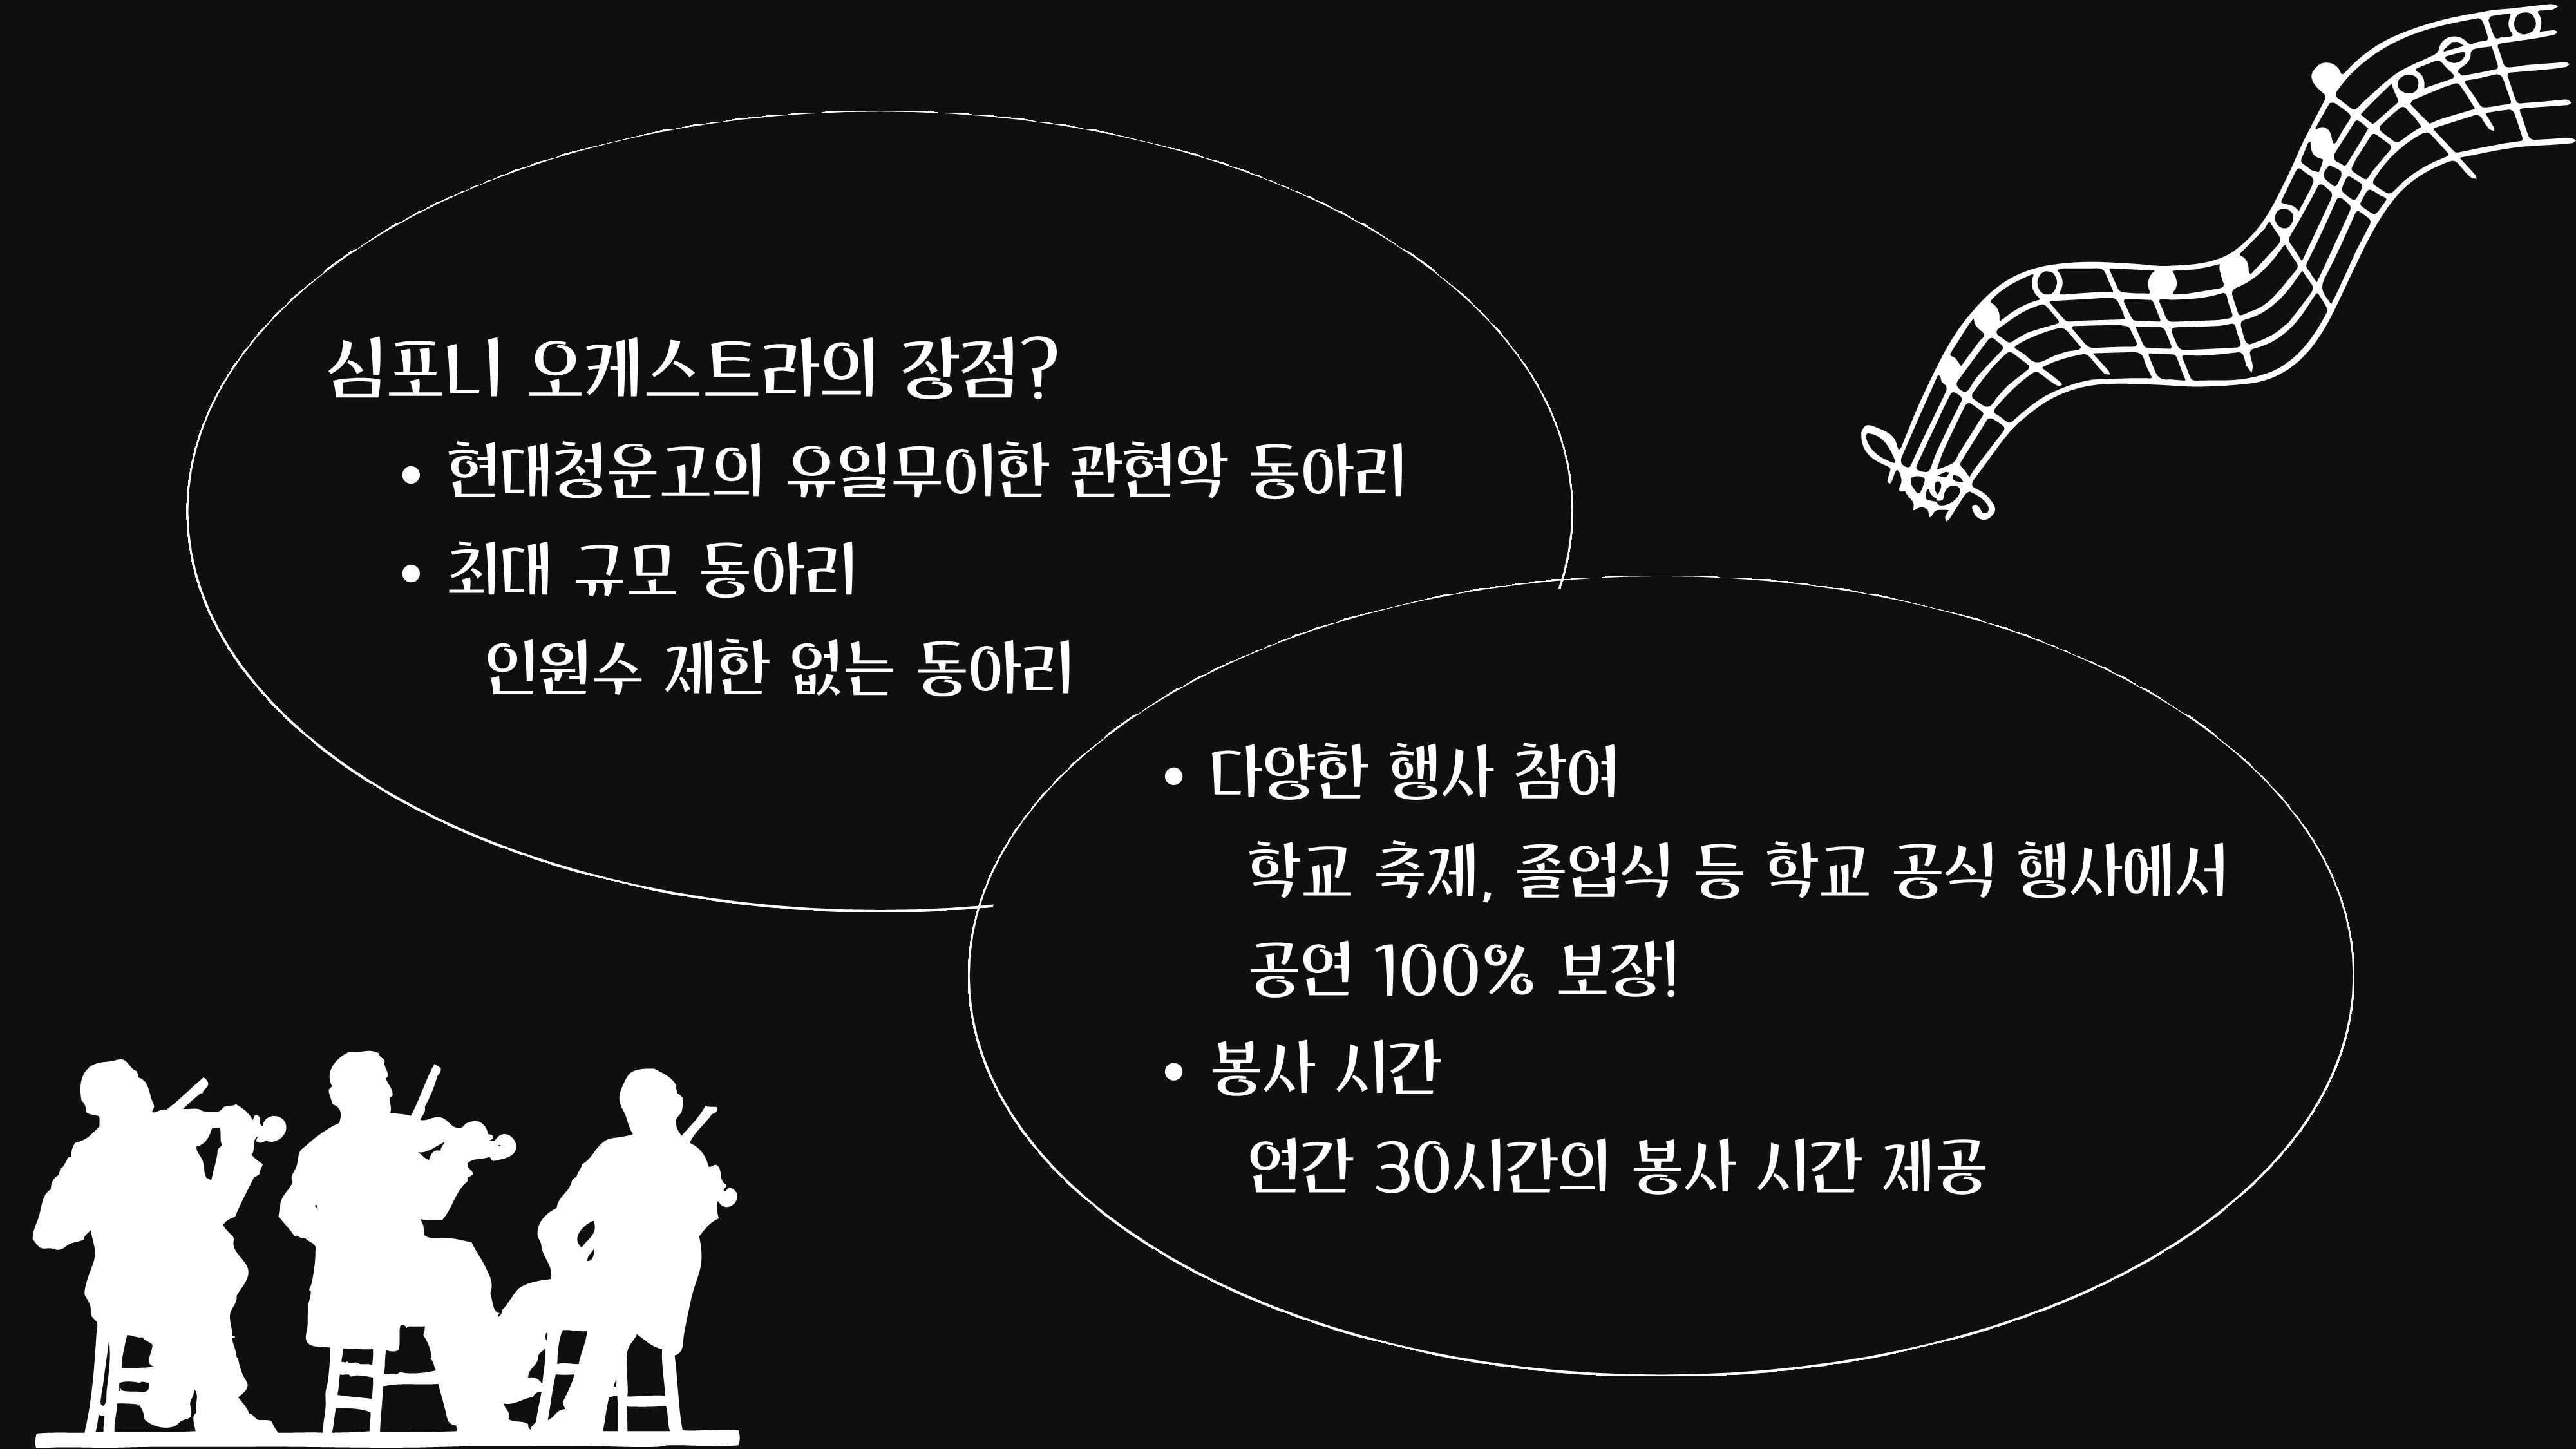 심포니 오케스트라의 장점?
• 현대청운고의 유일무이한 관현악 동아리
• 최대 규모 동아리
인원수 제한 없는 동아리
• 다양한 행사 참여
학교 축제, 졸업식 등 학교 공식 행사에서
공연 100% 보장!
• 봉사 시간
연간 30시간의 봉사 시간 제공